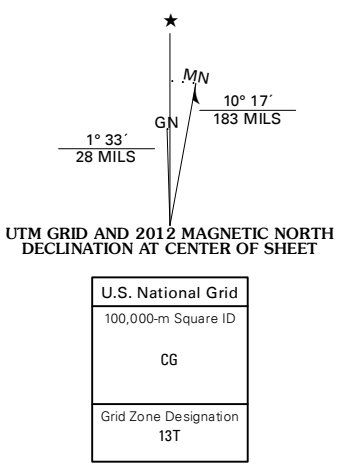 ★
MN
GN
10° 17´
183 MILS
1° 33´
28 MILS
UTM GRID AND 2012 MAGNETIC NORTH
DECLINATION AT CENTER OF SHEET
U.S. National Grid
100,000-m Square ID
CG
Grid Zone Designation
13T